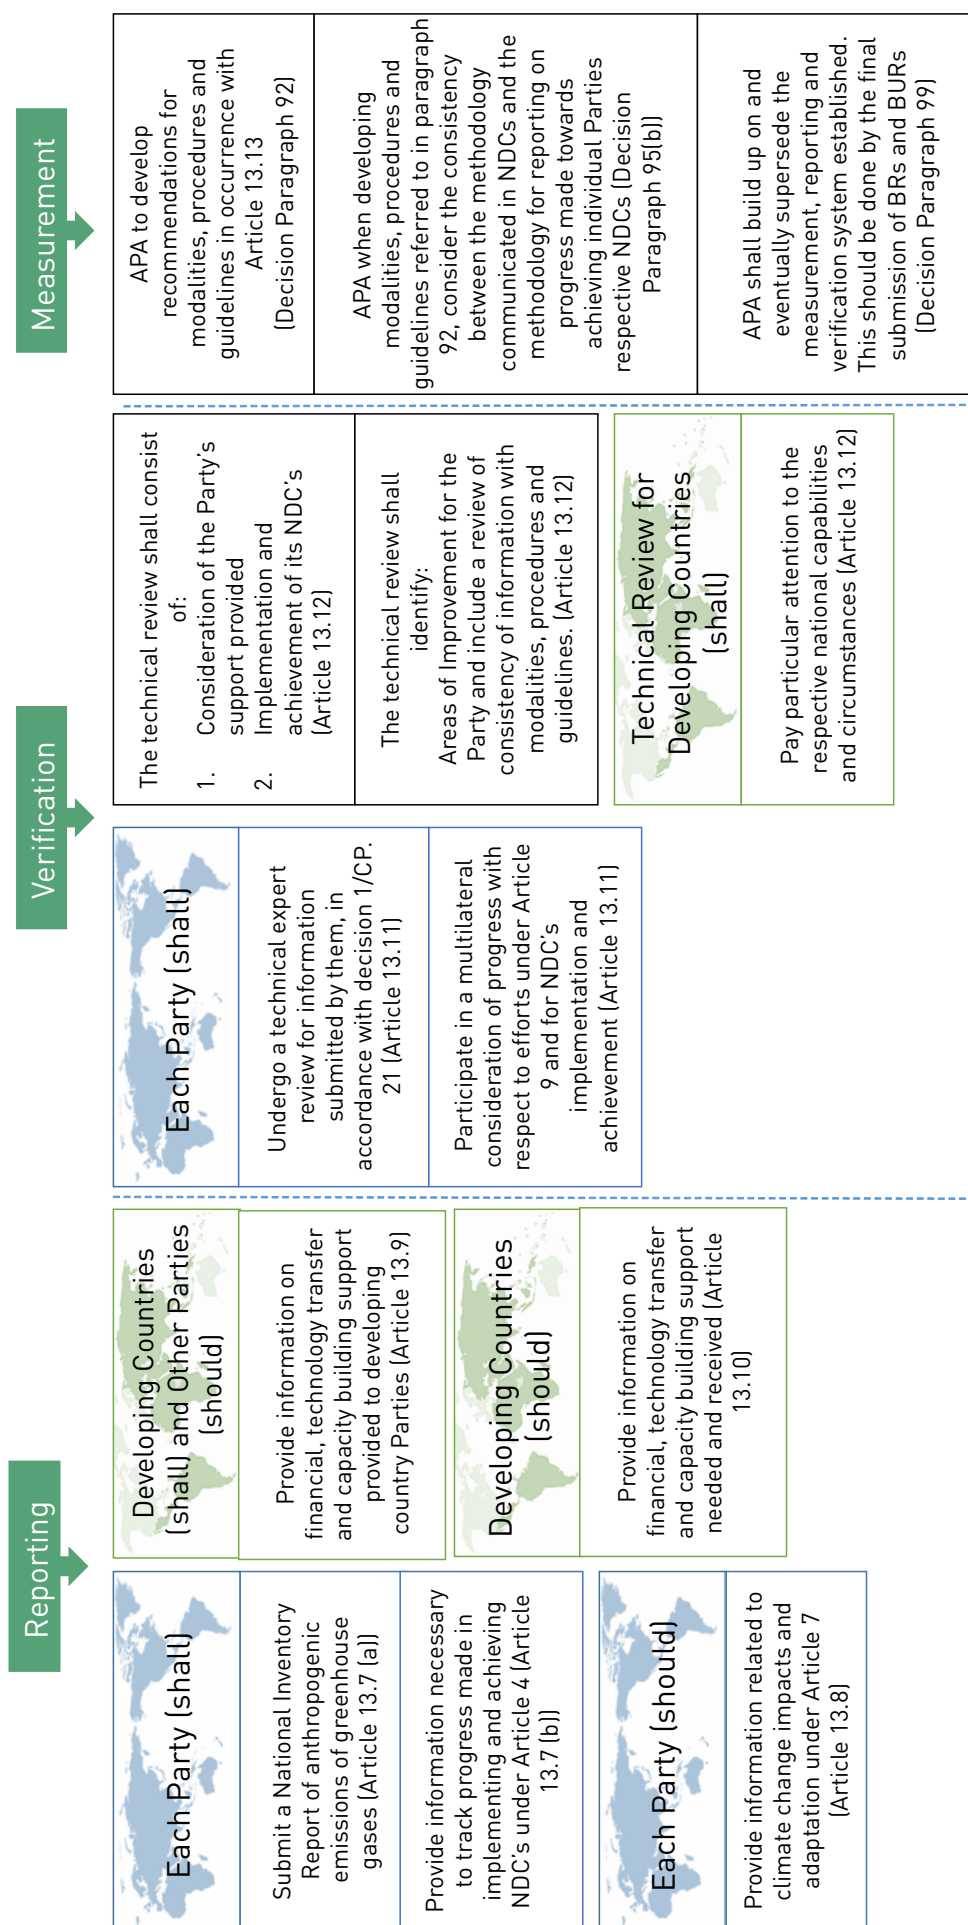 Reporting
Each Party (shall)
Submit a National Inventory
Report of anthropogenic
emissions of greenhouse
gases (Article 13.7 (a))
Provide information necessary
to track progress made in
implementing and achieving
NDC's under Article 4 (Article
13.7 (b))
Each Party (should)
Provide information related to
climate change impacts and
adaptation under Article 7
(Article 13.8)
Developing Countries
(shall) and Other Parties
(should)
Provide information on
financial, technology transfer
and capacity building support
provided to developing
country Parties (Article 13.9)
Developing Countries
(should)
Provide information on
financial, technology transfer
and capacity building support
needed and received (Article
13.10)
Verification
Each Party (shall)
Undergo a technical expert
review for information
submitted by them, in
accordance with decision 1/CP.
21 (Article 13.11)
Participate in a multilateral
consideration of progress with
respect to efforts under Article
9 and for NDC's
implementation and
achievement (Article 13.11)
The technical review shall consist
of:
1. Consideration of the Party's
support provided
2. Implementation and
achievement of its NDC's
(Article 13.12)
The technical review shall
identify:
Areas of Improvement for the
Party and include a review of
consistency of information with
modalities, procedures and
guidelines. (Article 13.12)
Technical Review for
Developing Countries
(shall)
Pay particular attention to the
respective national capabilities
and circumstances (Article 13.12)
Measurement
APA to develop
recommendations for
modalities, procedures and
guidelines in occurrence with
Article 13.13
(Decision Paragraph 92)
APA when developing
modalities, procedures and
guidelines referred to in paragraph
92, consider the consistency
between the methodology
communicated in NDCs and the
methodology for reporting on
progress made towards
achieving individual Parties
respective NDCs (Decision
Paragraph 95(b))
APA shall build up on and
eventually supersede the
measurement, reporting and
verification system established.
This should be done by the final
submission of BRs and BURs
(Decision Paragraph 99)